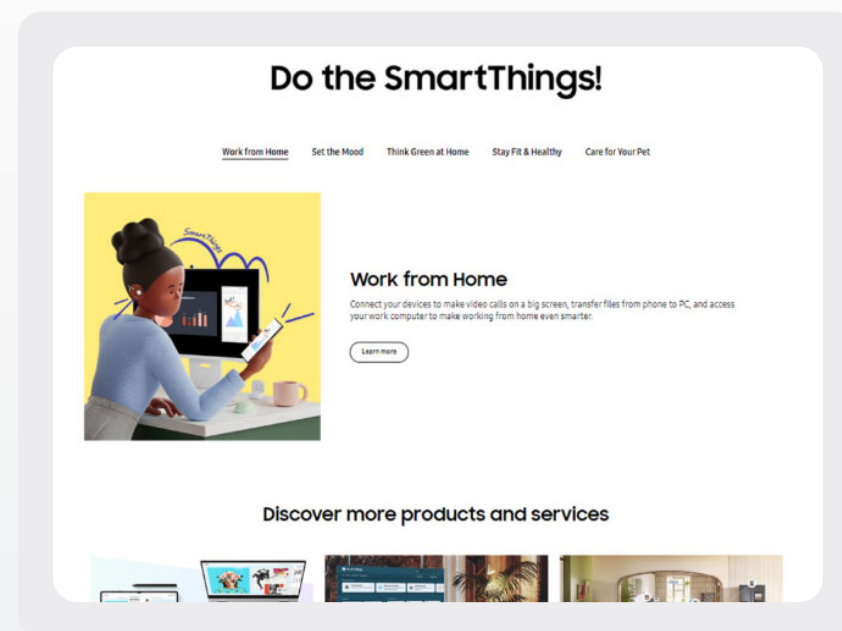 Do the SmartThings!
Work from Home Set the Mood Think Green at Home Stay Fit & Healthy Care for Your Pet
SmartThings
Work from Home
Connect your devices to make video calls on a big screen, transfer files from phone to PC, and access
your work computer to make working from home even smarter.
Learn more
Discover more products and services